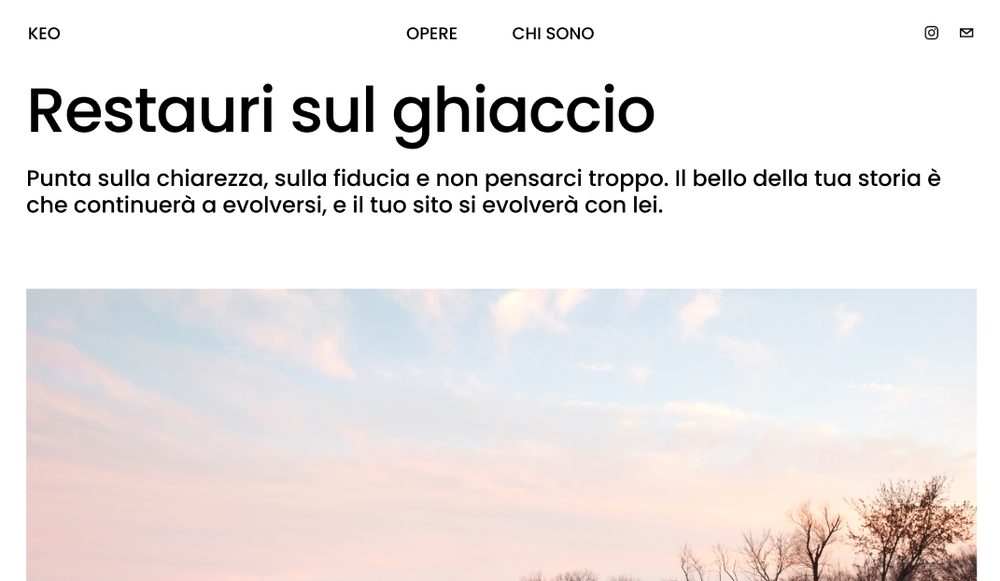 KEO
OPERE
CHI SONO
Restauri sul ghiaccio
Punta sulla chiarezza, sulla fiducia e non pensarci troppo. Il bello della tua storia è
che continuerà a evolversi, e il tuo sito si evolverà con lei.